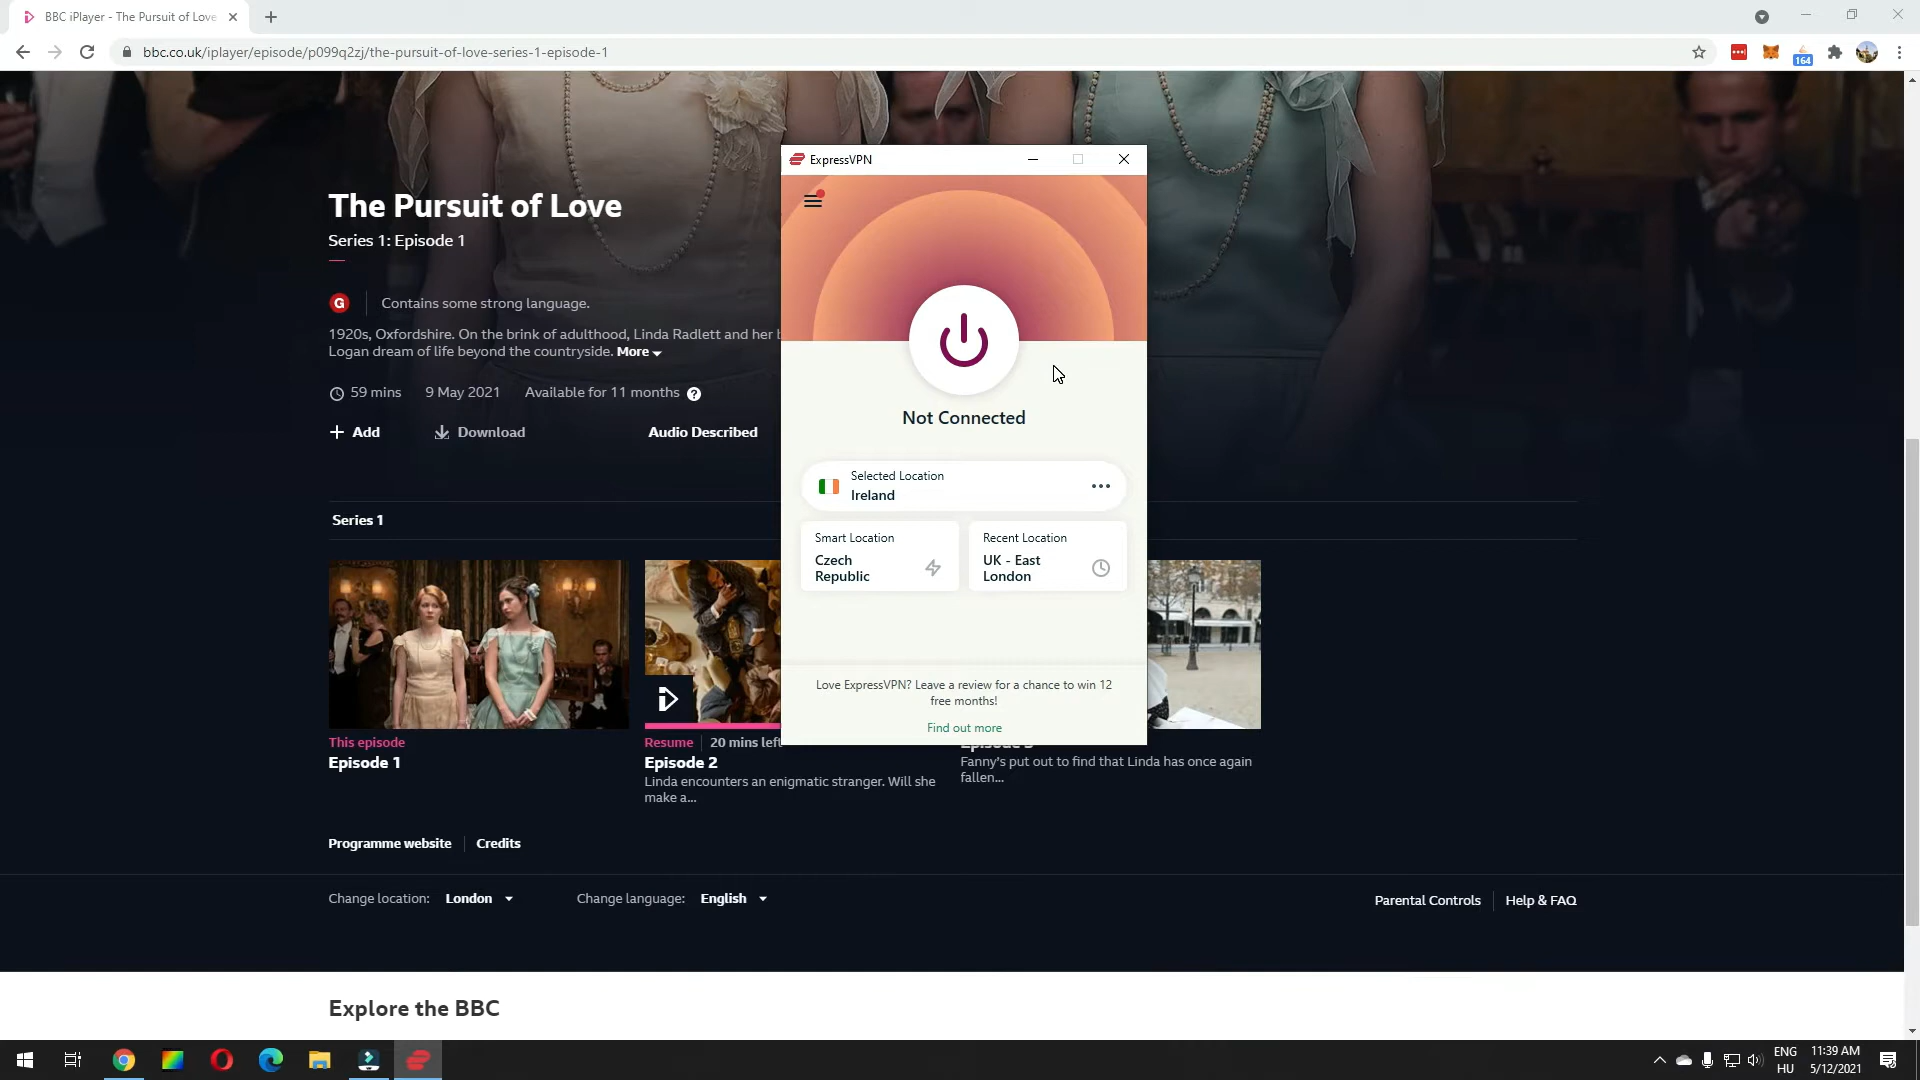 BBC iPlayer - The Pursuit of Love
bbc.co.uk/iplayer/episode/p099q2zj/the-pursuit-of-love-series-1-episode-1
164
The Pursuit of Love
Series 1: Episode 1
G
Contains some strong language.
1920s, Oxfordshire. On the brink of adulthood, Linda Radlett and her
Logan dream of life beyond the countryside. More
59 mins 9 May 2021 Available for 11 months ?
Add Download Audio Described
Series 1
This episode
Episode 1
Resume 20 mins left
Episode 2
Linda encounters an enigmatic stranger. Will she
make a...
Episode 3
Fanny's put out to find that Linda has once again
fallen...
Programme website Credits
Change location: London Change language: English Parental Controls Help & FAQ
Explore the BBC
ExpressVPN
Not Connected
Selected Location
Ireland
Smart Location
Czech
Republic
Recent Location
UK - East
London
Love ExpressVPN? Leave a review for a chance to win 12
free months!
Find out more
ENG
HU
11:39 AM
5/12/2021